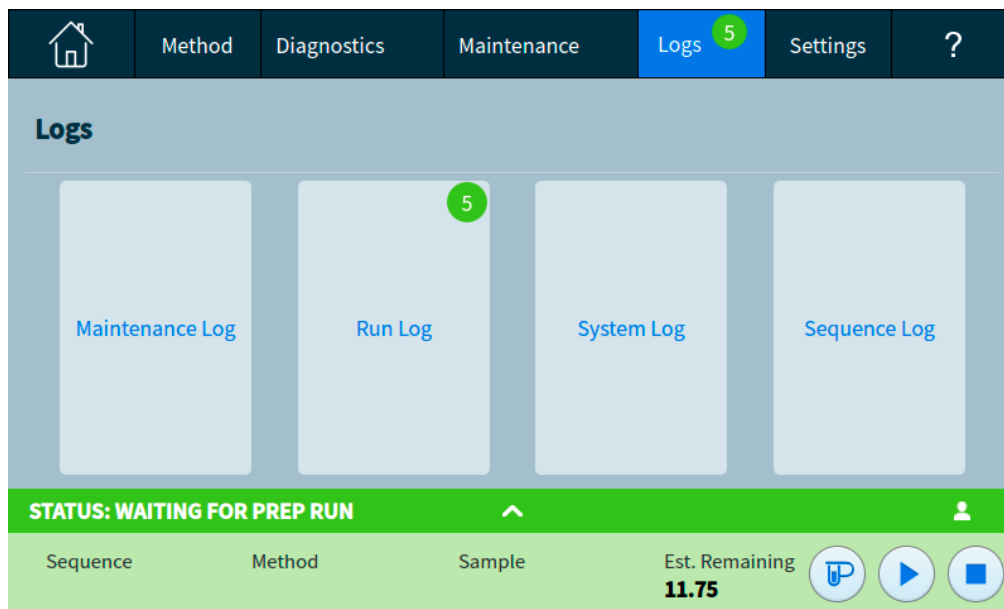 Method Diagnostics Maintenance Logs 5 Settings ?
Logs
5
Maintenance Log Run Log System Log Sequence Log
STATUS: WAITING FOR PREP RUN
Sequence Method Sample Est. Remaining
11.75